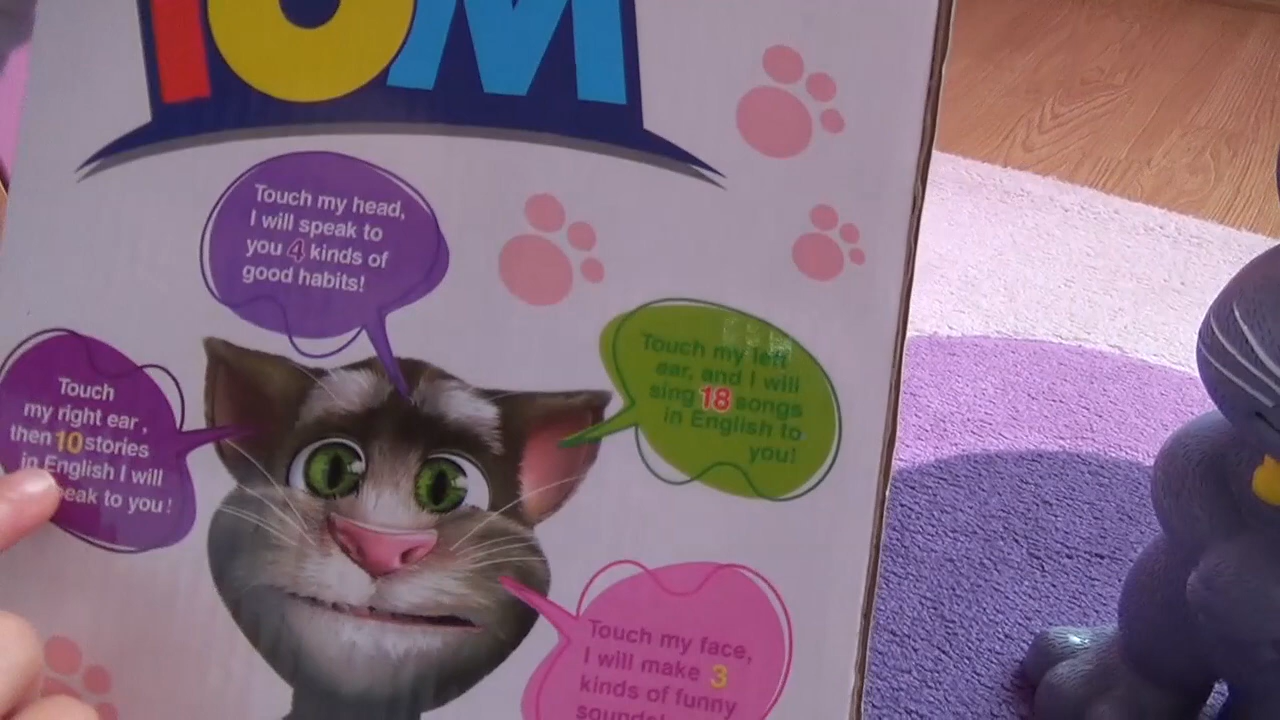 TOM
Touch my head,
I will speak to
you 4 kinds of
good habits!
Touch my left
ear, and I will
sing 18 songs
in English to
you!
Touch
my right ear,
then 10 stories
in English I will
to you!
Touch my face,
I will make 3
kinds of funny
sounds!